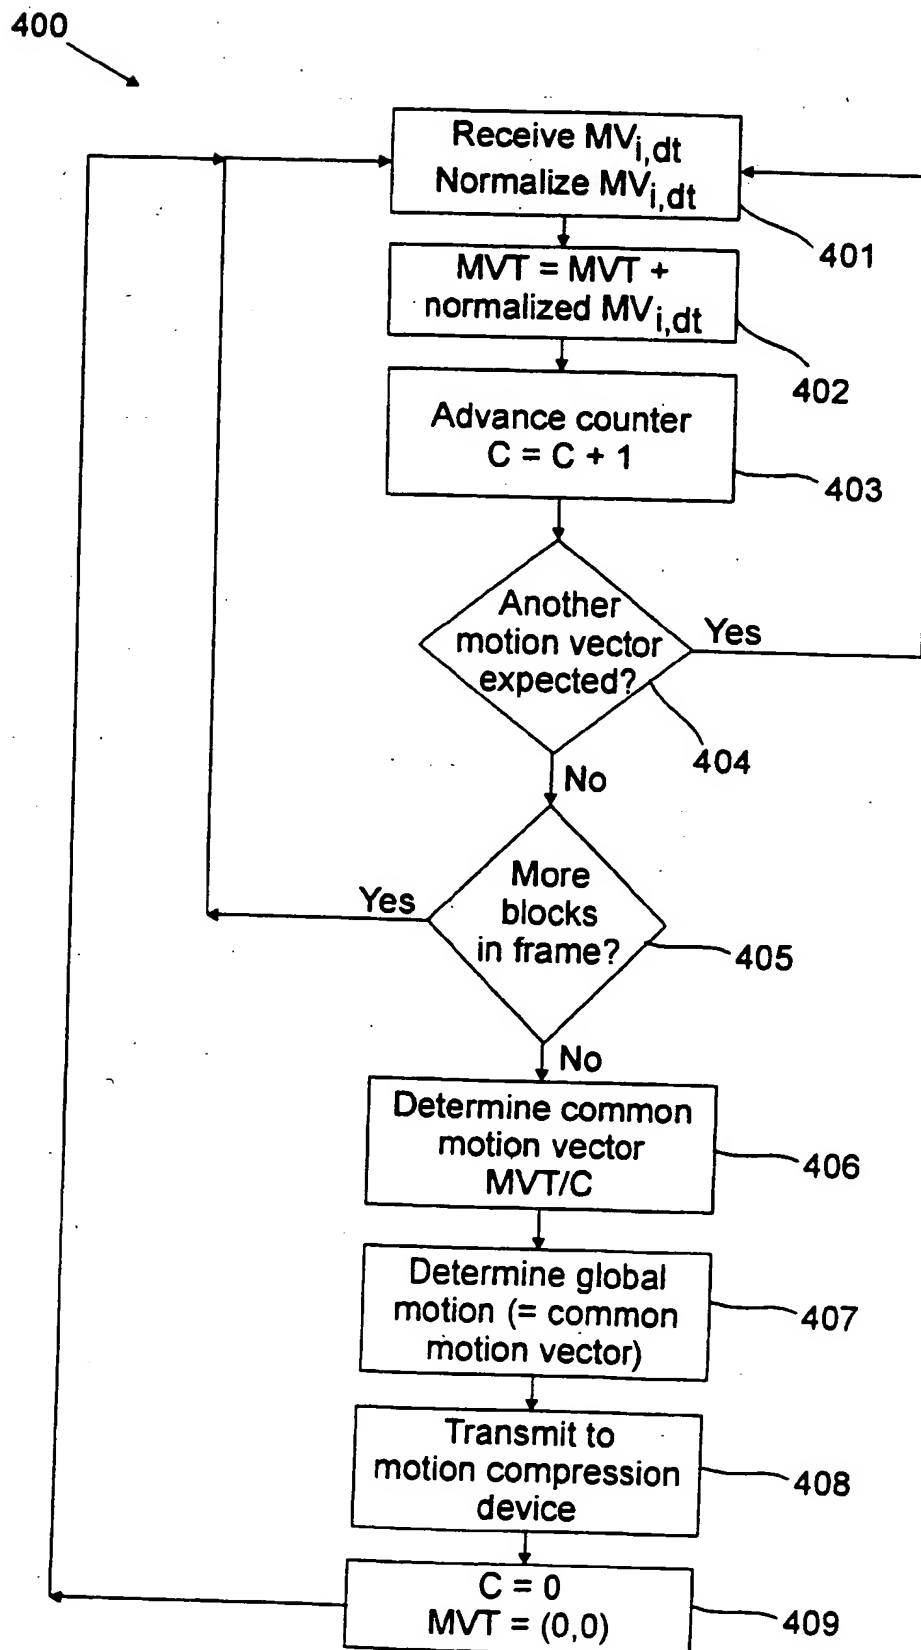 400
Receive MVi,dt
Normalize MVi,dt
401
MVT = MVT +
normalized MVi,dt
402
Advance counter
C = C + 1
403
Another
motion vector
expected?
Yes
404
No
More
blocks
in frame?
Yes
405
No
Determine common
motion vector
MVT/C
406
Determine global
motion (= common
motion vector)
407
Transmit to
motion compression
device
408
C = 0
MVT = (0,0)
409